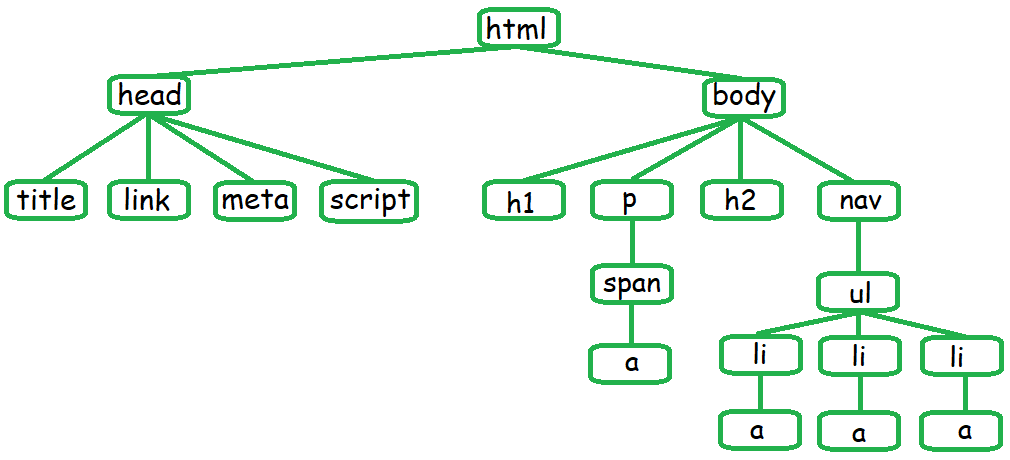 html
head body
title link meta script h1 p h2 nav
span ul
a li li li
a a a